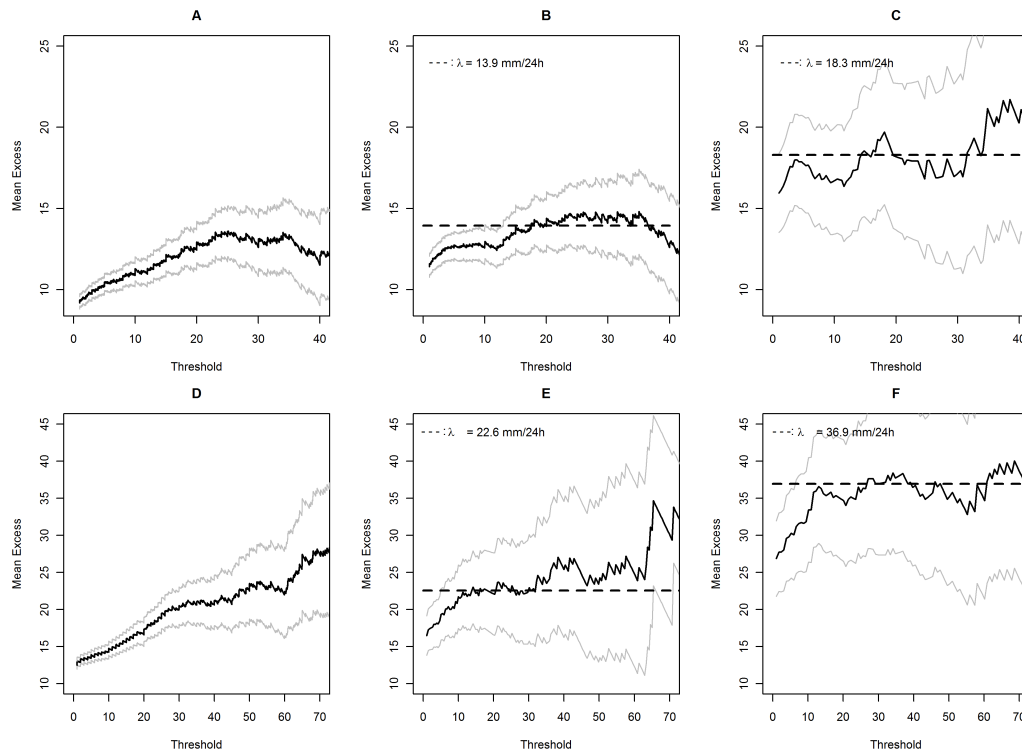 A
B
C
Mean Excess
10 15 20 25
0 10 20 30 40
Threshold
Mean Excess
10 15 20 25
: λ = 13.9 mm/24h
0 10 20 30 40
Threshold
Mean Excess
10 15 20 25
: λ = 18.3 mm/24h
0 10 20 30 40
Threshold
D
E
F
Mean Excess
10 15 20 25 30 35 40 45
0 10 20 30 40 50 60 70
Threshold
Mean Excess
10 15 20 25 30 35 40 45
: λ = 22.6 mm/24h
0 10 20 30 40 50 60 70
Threshold
Mean Excess
10 15 20 25 30 35 40 45
: λ = 36.9 mm/24h
0 10 20 30 40 50 60 70
Threshold